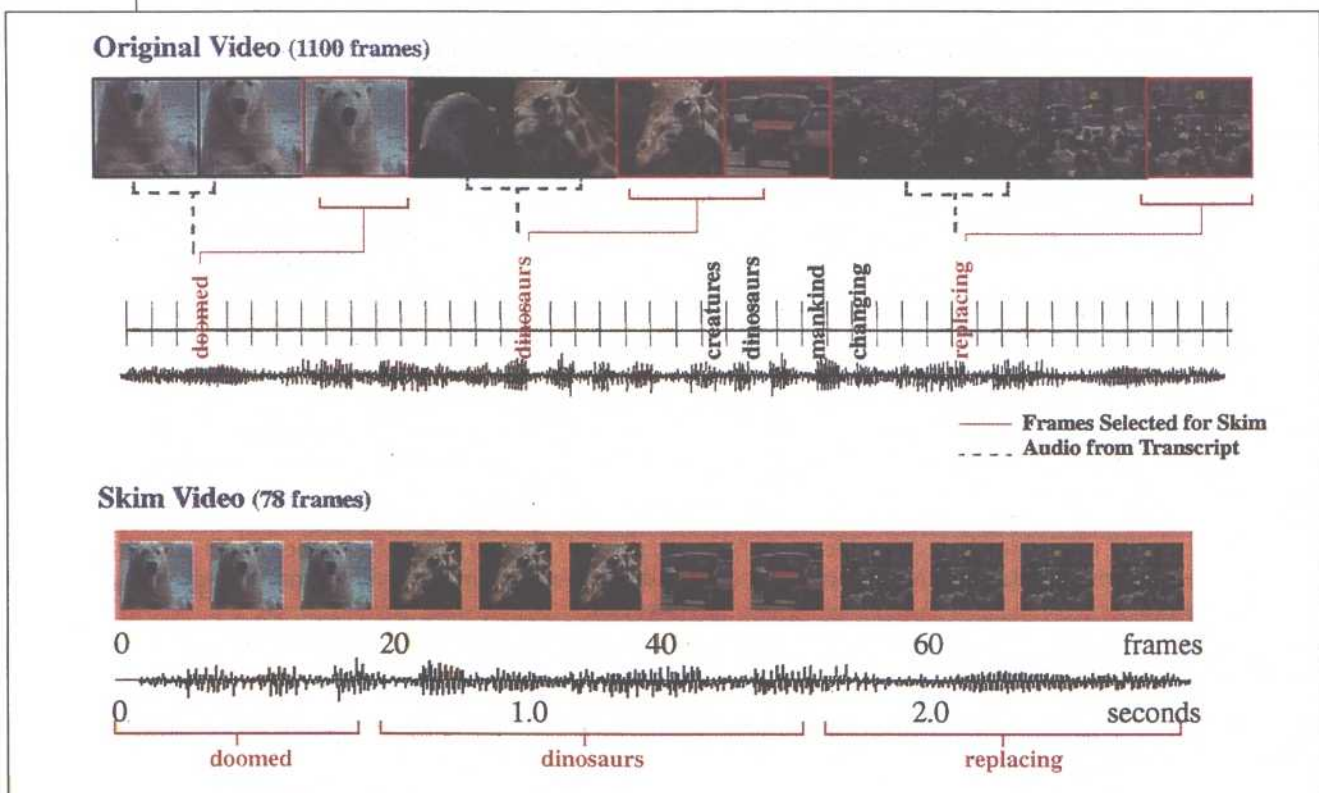 Original Video (1100 frames)
doomed
dinosaurs
creatures
dinosaurs
mankind
changing
replacing
Frames Selected for Skim
Audio from Transcript
Skim Video (78 frames)
0 20 40 60 frames
0 1.0 2.0 seconds
doomed dinosaurs replacing